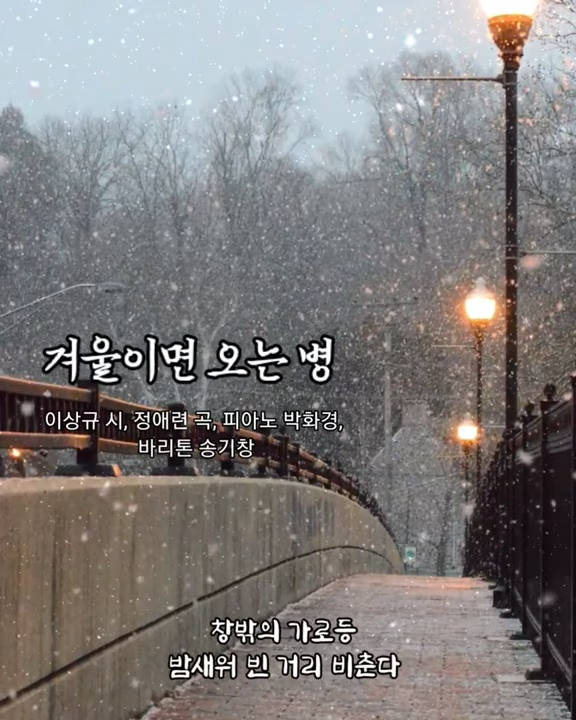 겨울이면 오는 병
이상규 시, 정애련 곡, 피아노 박화경,
바리톤 송기창
창밖의 가로등
밤새워 빈 거리 비춘다